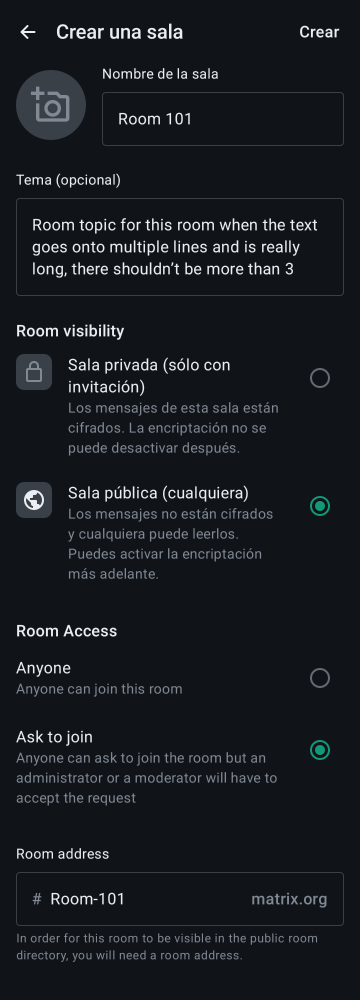 Crear una sala
Crear
Nombre de la sala
Room 101
Tema (opcional)
Room topic for this room when the text
goes onto multiple lines and is really
long, there shouldn’t be more than 3
Room visibility
Sala privada (sólo con
invitación)
Los mensajes de esta sala están
cifrados. La encriptación no se
puede desactivar después.
Sala pública (cualquiera)
Los mensajes no están cifrados
y cualquiera puede leerlos.
Puedes activar la encriptación
más adelante.
Room Access
Anyone
Anyone can join this room
Ask to join
Anyone can ask to join the room but an
administrator or a moderator will have to
accept the request
Room address
# Room-101 matrix.org
In order for this room to be visible in the public room
directory, you will need a room address.